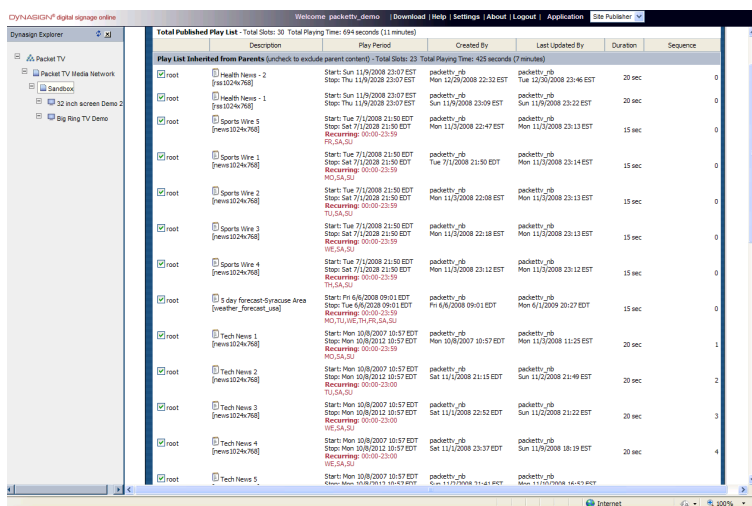 DYNASIGN® digital signage online
Welcome packettv_demo | Download | Help | Settings | About | Logout | Application Site Publisher
Dynasign Explorer
Packet TV
Packet TV Media Network
Sandbox
32 inch screen Demo 2
Big Ring TV Demo
Total Published Play List - Total Slots: 30 Total Playing Time: 694 seconds (11 minutes)
Description Play Period Created By Last Updated By Duration Sequence
Play List Inherited from Parents (uncheck to exclude parent content) - Total Slots: 23 Total Playing Time: 425 seconds (7 minutes)
root Health News - 2 Start: Sun 11/9/2008 23:07 EST packettv_nb packettv_nb 20 sec 0
[rss1024x768] Stop: Thu 11/9/2028 23:07 EST Mon 12/29/2008 22:32 EST Tue 12/30/2008 23:46 EST
root Health News - 1 Start: Sun 11/9/2008 23:07 EST packettv_nb packettv_nb 20 sec 0
[rss1024x768] Stop: Thu 11/9/2028 23:07 EST Sun 11/9/2008 23:09 EST Sun 11/9/2008 23:22 EST
root Sports Wire 5 Start: Tue 7/1/2008 21:50 EDT packettv_nb packettv_nb 15 sec 0
[news1024x768] Stop: Sat 7/1/2028 21:50 EDT Mon 11/3/2008 22:47 EST Mon 11/3/2008 23:13 EST
Recurring: 00:00-23:59
FR,SA,SU
root Sports Wire 1 Start: Tue 7/1/2008 21:50 EDT packettv_nb packettv_nb 15 sec 0
[news1024x768] Stop: Sat 7/1/2028 21:50 EDT Tue 7/1/2008 21:50 EDT Mon 11/3/2008 23:14 EST
Recurring: 00:00-23:59
MO,SA,SU
root Sports Wire 2 Start: Tue 7/1/2008 21:50 EDT packettv_nb packettv_nb 15 sec 0
[news1024x768] Stop: Sat 7/1/2028 21:50 EDT Mon 11/3/2008 22:08 EST Mon 11/3/2008 23:13 EST
Recurring: 00:00-23:59
TU,SA,SU
root Sports Wire 3 Start: Tue 7/1/2008 21:50 EDT packettv_nb packettv_nb 15 sec 0
[news1024x768] Stop: Sat 7/1/2028 21:50 EDT Mon 11/3/2008 22:18 EST Mon 11/3/2008 23:13 EST
Recurring: 00:00-23:59
WE,SA,SU
root Sports Wire 4 Start: Tue 7/1/2008 21:50 EDT packettv_nb packettv_nb 15 sec 0
[news1024x768] Stop: Sat 7/1/2028 21:50 EDT Mon 11/3/2008 23:12 EST Mon 11/3/2008 23:12 EST
Recurring: 00:00-23:59
TH,SA,SU
root 5 day forecast-Syracuse Area Start: Fri 6/6/2008 09:01 EDT packettv_nb packettv_nb 15 sec 0
[weather_forecast_usa] Stop: Tue 6/6/2028 09:01 EDT Fri 6/6/2008 09:01 EDT Mon 6/1/2009 20:27 EDT
Recurring: 00:00-23:59
MO,TU,WE,TH,FR,SA,SU
root Tech News 1 Start: Mon 10/8/2007 10:57 EDT packettv_nb packettv_nb 20 sec 1
[news1024x768] Stop: Mon 10/8/2012 10:57 EDT Mon 10/8/2007 10:57 EDT Mon 11/3/2008 11:25 EST
Recurring: 00:00-23:00
MO,SA,SU
root Tech News 2 Start: Mon 10/8/2007 10:57 EDT packettv_nb packettv_nb 20 sec 2
[news1024x768] Stop: Mon 10/8/2012 10:57 EDT Sat 11/1/2008 21:15 EDT Sun 11/2/2008 21:49 EST
Recurring: 00:00-23:00
TU,SA,SU
root Tech News 3 Start: Mon 10/8/2007 10:57 EDT packettv_nb packettv_nb 20 sec 3
[news1024x768] Stop: Mon 10/8/2012 10:57 EDT Sat 11/1/2008 22:52 EDT Sun 11/2/2008 21:22 EST
Recurring: 00:00-23:00
WE,SA,SU
root Tech News 4 Start: Mon 10/8/2007 10:57 EDT packettv_nb packettv_nb 20 sec 4
[news1024x768] Stop: Mon 10/8/2012 10:57 EDT Sat 11/1/2008 23:37 EDT Sun 11/9/2008 18:19 EST
Recurring: 00:00-23:00
WE,SA,SU
root Tech News 5 Start: Mon 10/8/2007 10:57 EDT packettv_nb packettv_nb
Stop: Mon 10/8/2012 10:57 EDT Sun 11/2/2008 21:41 EST Mon 11/10/2008 16:52 EST
Internet 100%